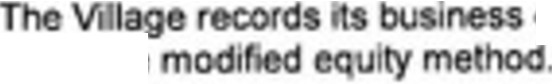 The Village records its business
modified equity method.